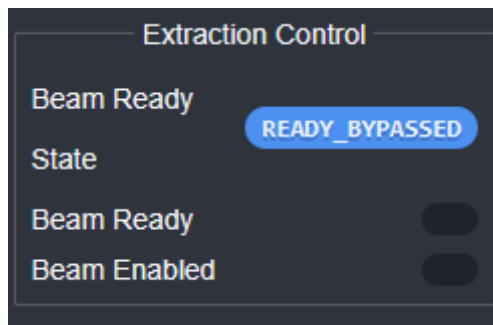 Extraction Control
Beam Ready
READY_BYPASSED
State
Beam Ready
Beam Enabled